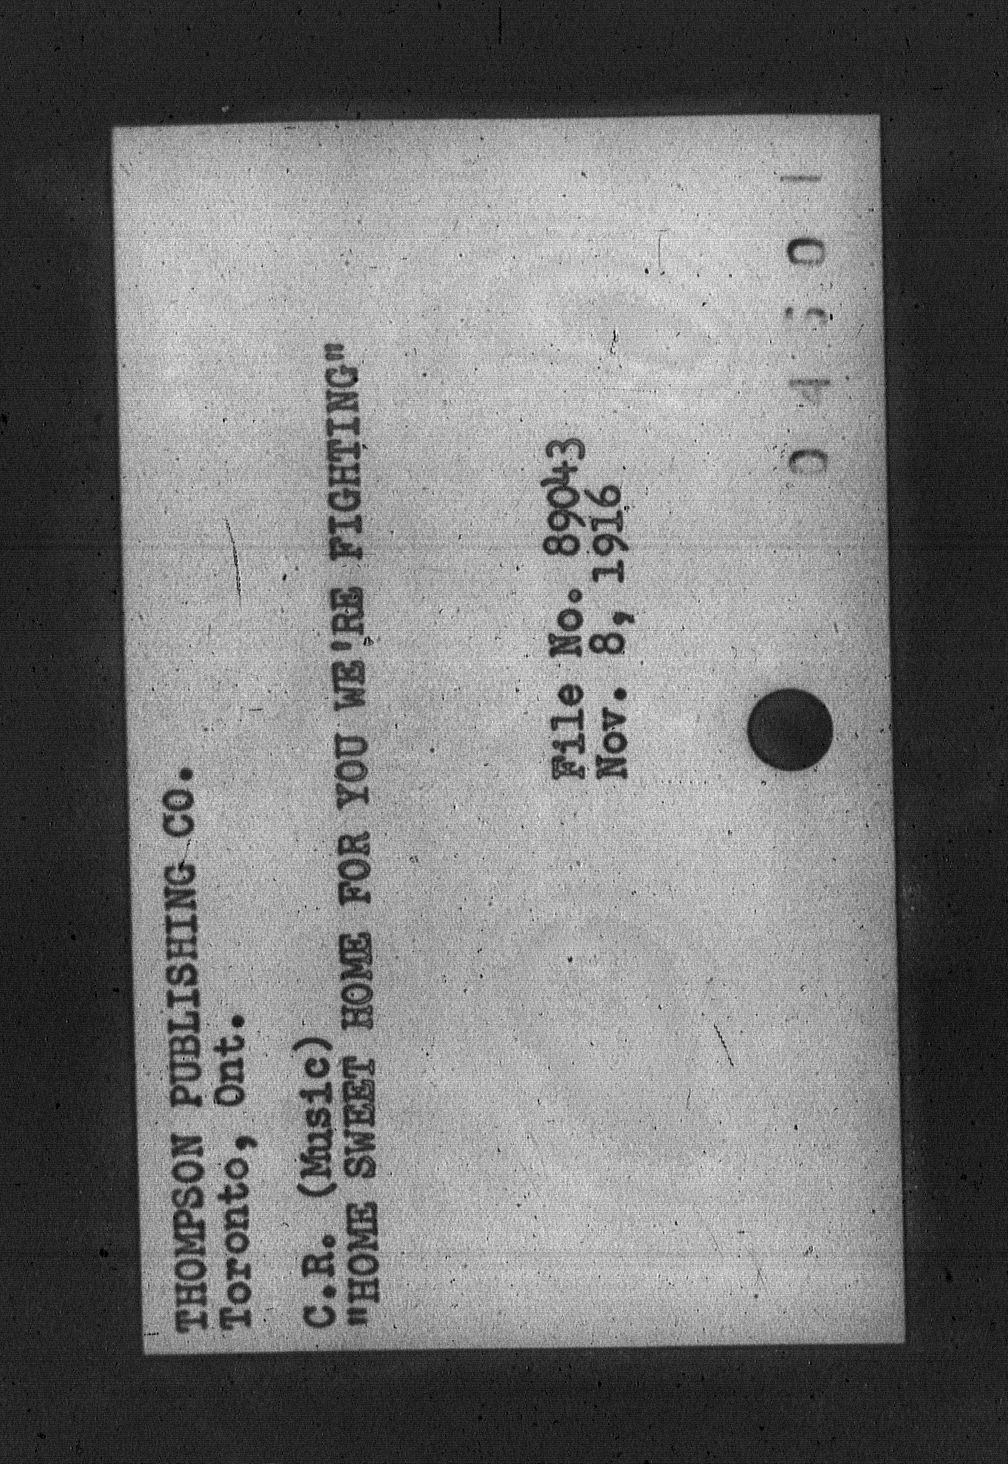 THOMPSON PUBLISHING CO.
Toronto, Ont.
C.R. (Music)
"HOME SWEET HOME FOR YOU WE'RE FIGHTING"
File No. 89043
Nov. 8, 1916
04501